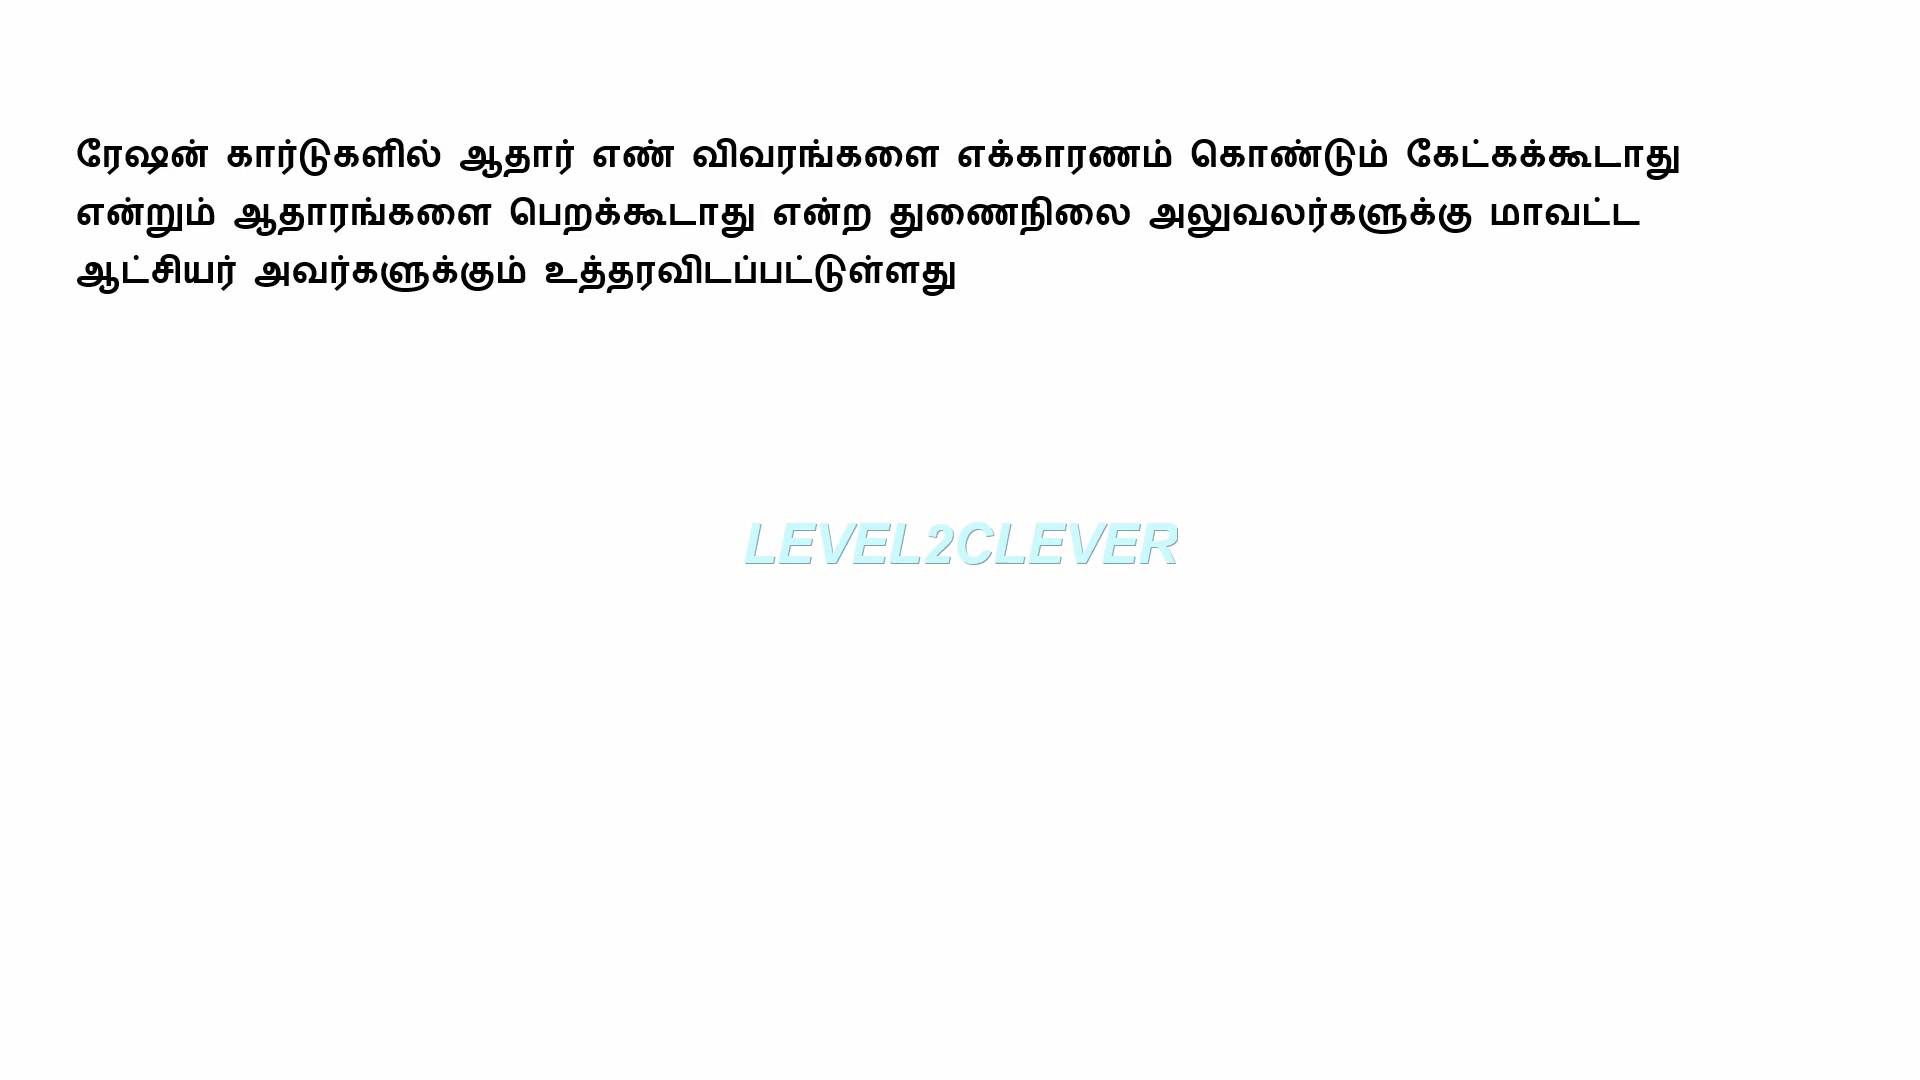 ரேஷன் கார்டுகளில் ஆதார் எண் விவரங்களை எக்காரணம் கொண்டும் கேட்கக்கூடாது
என்றும் ஆதாரங்களை பெறக்கூடாது என்ற துணைநிலை அலுவலர்களுக்கு மாவட்ட
ஆட்சியர் அவர்களுக்கும் உத்தரவிடப்பட்டுள்ளது
LEVEL2CLEVER